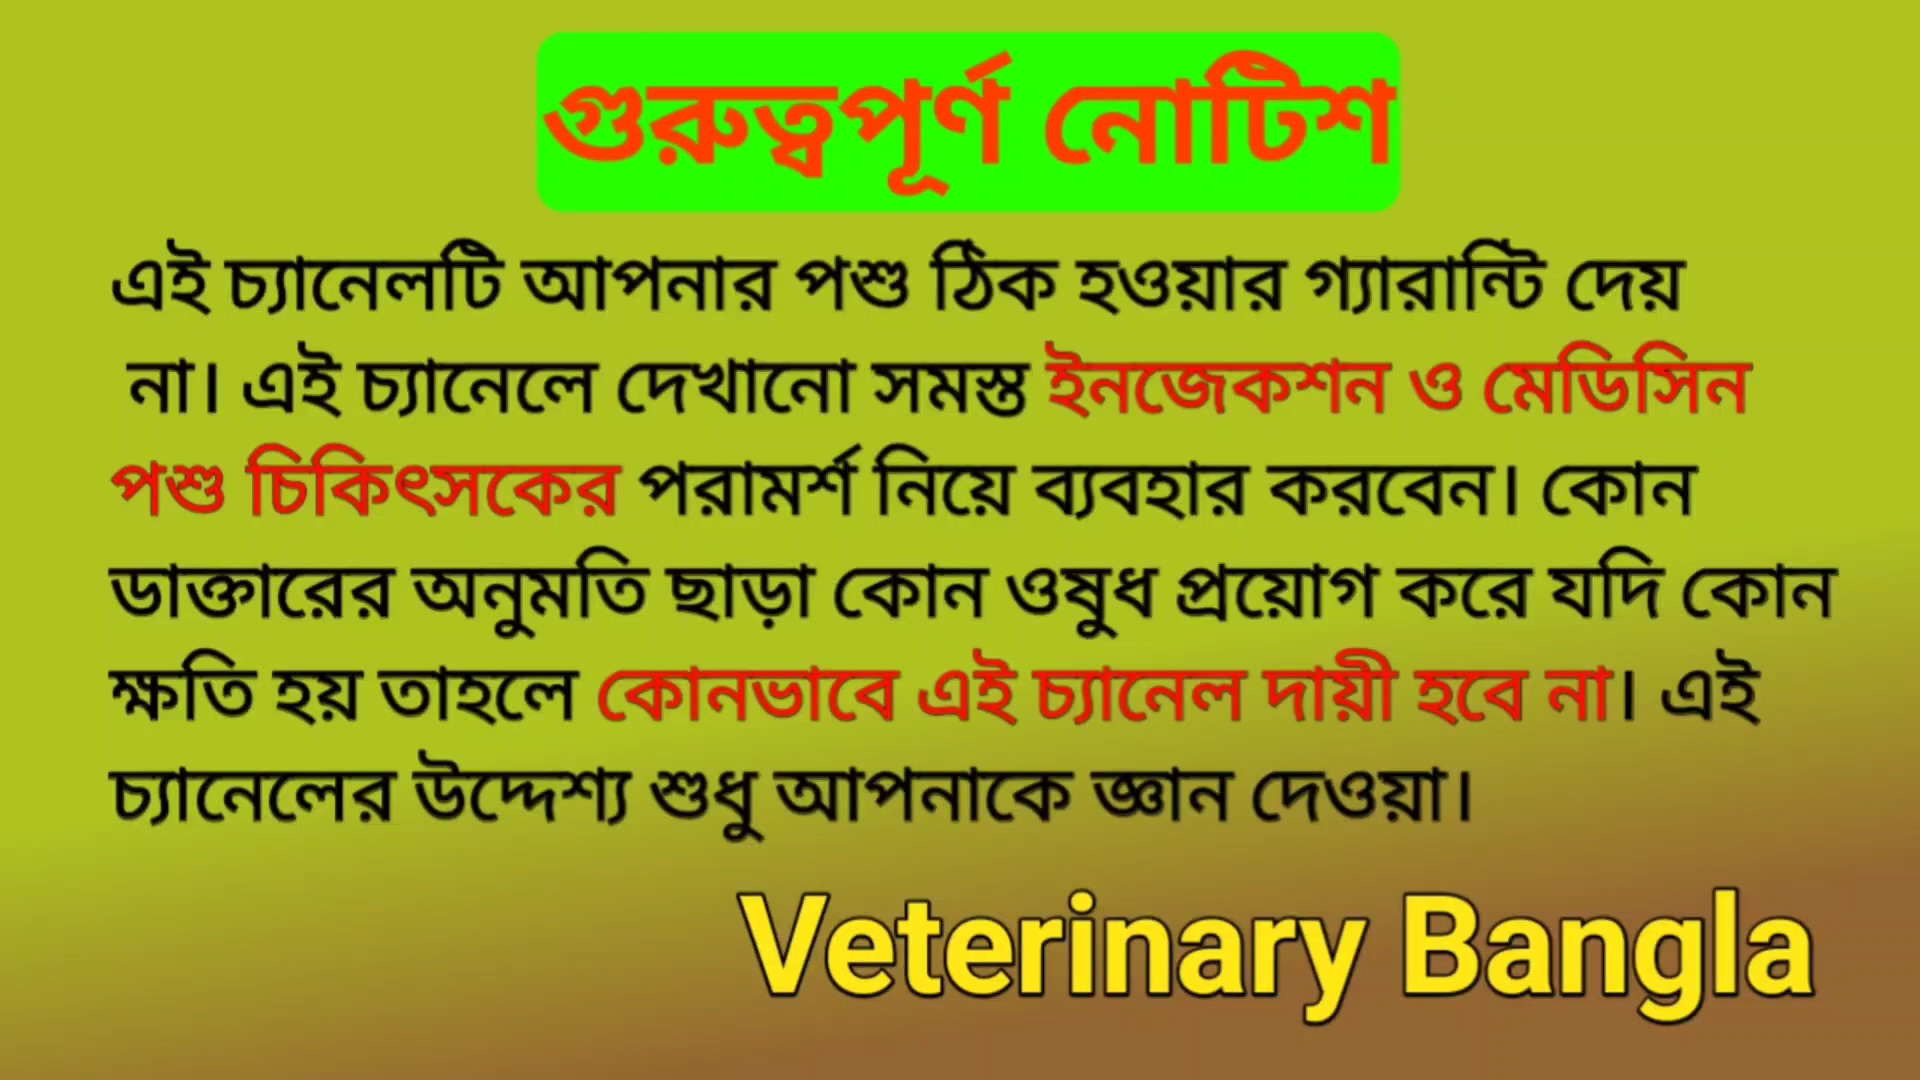 গুরুত্বপূর্ণ নোটিশ
এই চ্যানেলটি আপনার পশু ঠিক হওয়ার গ্যারান্টি দেয়
না। এই চ্যানেলে দেখানো সমস্ত ইনজেকশন ও মেডিসিন
পশু চিকিৎসকের পরামর্শ নিয়ে ব্যবহার করবেন। কোন
ডাক্তারের অনুমতি ছাড়া কোন ওষুধ প্রয়োগ করে যদি কোন
ক্ষতি হয় তাহলে কোনভাবে এই চ্যানেল দায়ী হবে না। এই
চ্যানেলের উদ্দেশ্য শুধু আপনাকে জ্ঞান দেওয়া।
Veterinary Bangla